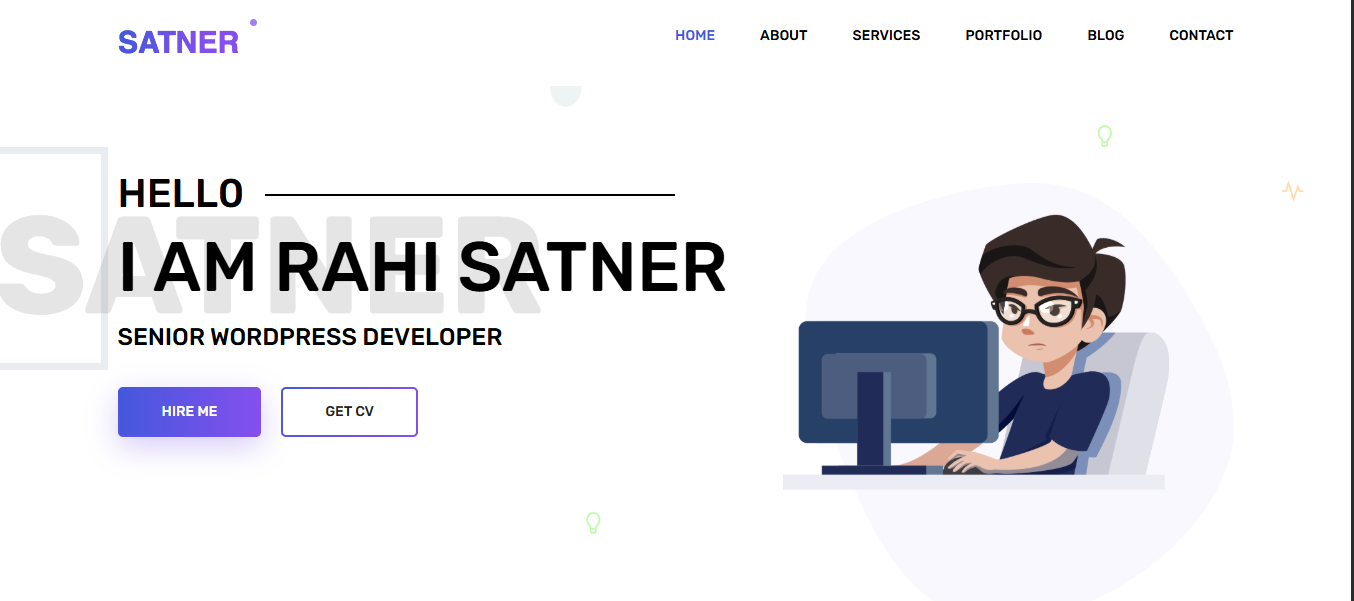 SATNER
HOME ABOUT SERVICES PORTFOLIO BLOG CONTACT
HELLO
SATNER
I AM RAHI SATNER
SENIOR WORDPRESS DEVELOPER
HIRE ME GET CV